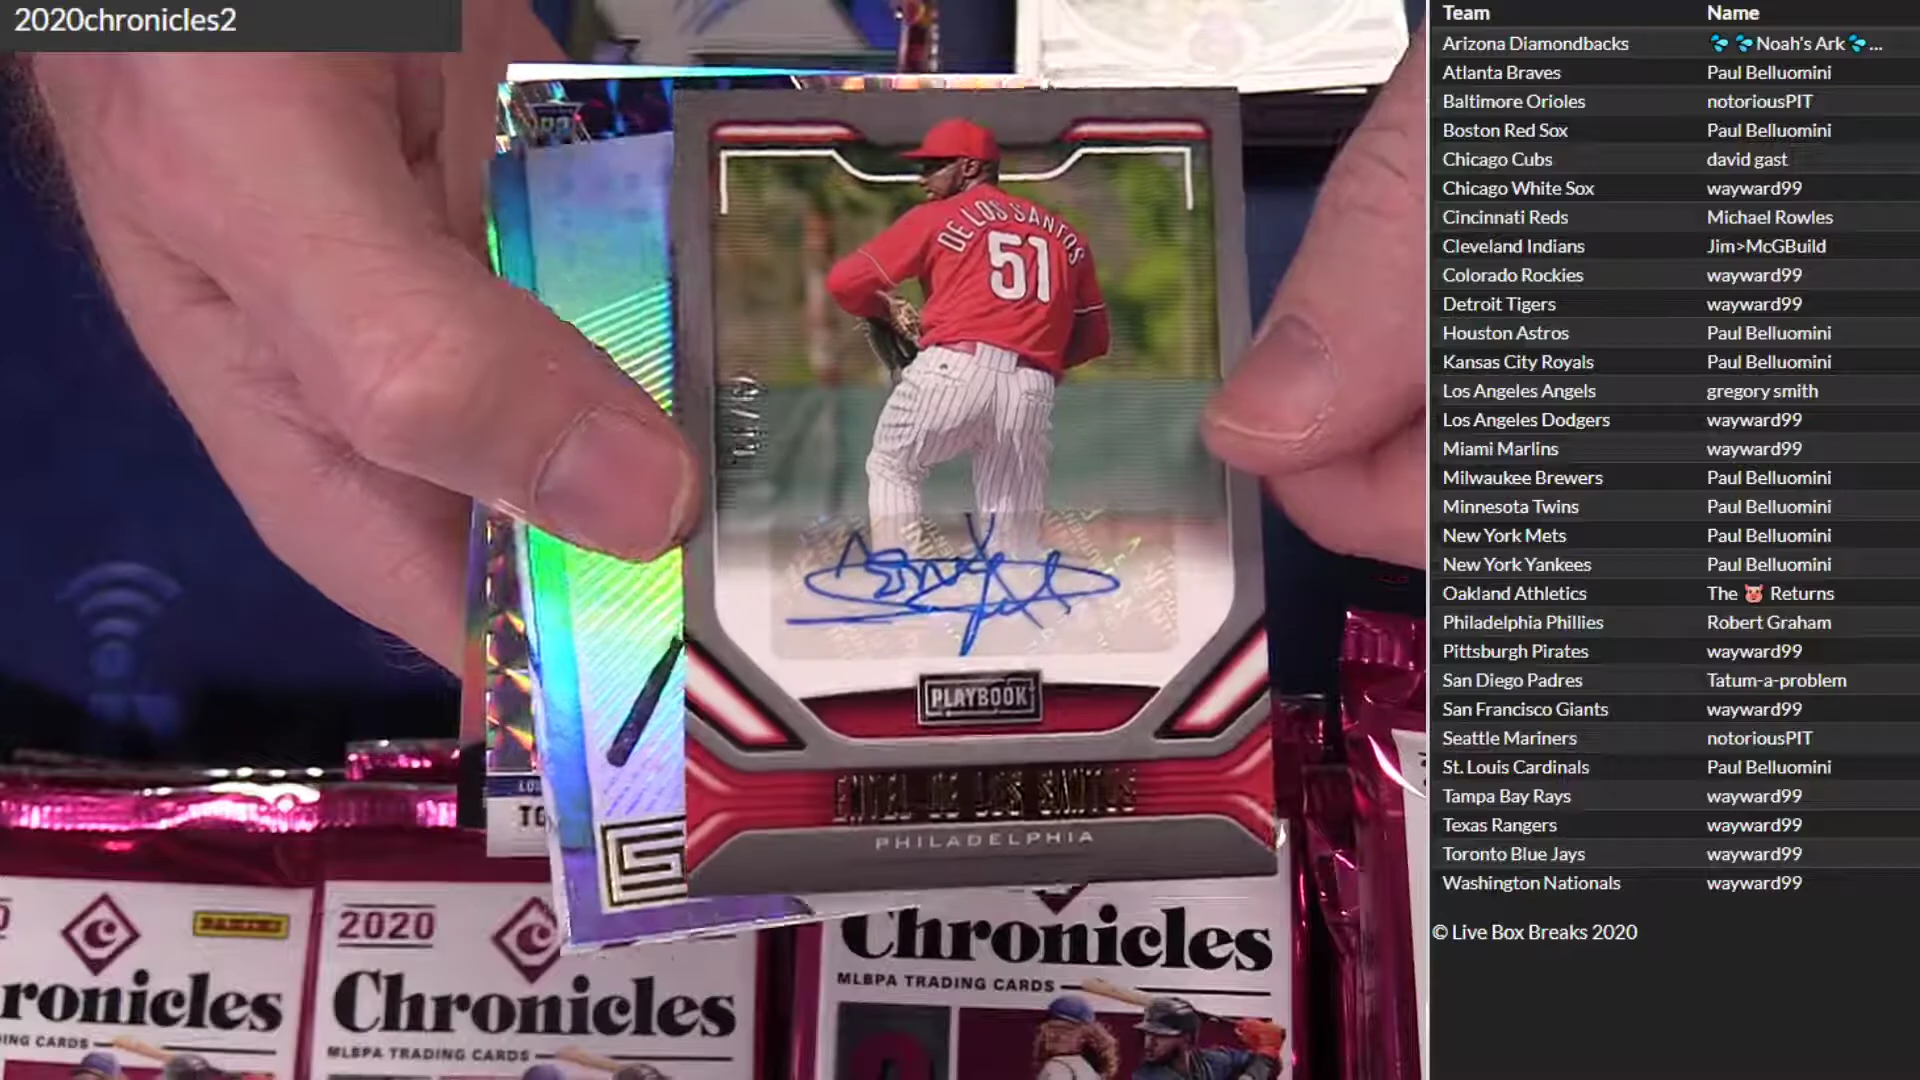 2020chronicles2
DE LOS SANTOS
51
PLAYBOOK
ENYEL DE LOS SANTOS
PHILADELPHIA
PANINI
2020
Chronicles
Chronicles
MLBPA TRADING CARDS
ronicles
ING CARDS
MLBPA TRADING CARDS
Team Name
Arizona Diamondbacks 💦 💦 Noah's Ark 💦 ...
Atlanta Braves Paul Belluomini
Baltimore Orioles notoriousPIT
Boston Red Sox Paul Belluomini
Chicago Cubs david gast
Chicago White Sox wayward99
Cincinnati Reds Michael Rowles
Cleveland Indians Jim>McGBuild
Colorado Rockies wayward99
Detroit Tigers wayward99
Houston Astros Paul Belluomini
Kansas City Royals Paul Belluomini
Los Angeles Angels gregory smith
Los Angeles Dodgers wayward99
Miami Marlins wayward99
Milwaukee Brewers Paul Belluomini
Minnesota Twins Paul Belluomini
New York Mets Paul Belluomini
New York Yankees Paul Belluomini
Oakland Athletics The 🐷 Returns
Philadelphia Phillies Robert Graham
Pittsburgh Pirates wayward99
San Diego Padres Tatum-a-problem
San Francisco Giants wayward99
Seattle Mariners notoriousPIT
St. Louis Cardinals Paul Belluomini
Tampa Bay Rays wayward99
Texas Rangers wayward99
Toronto Blue Jays wayward99
Washington Nationals wayward99
© Live Box Breaks 2020